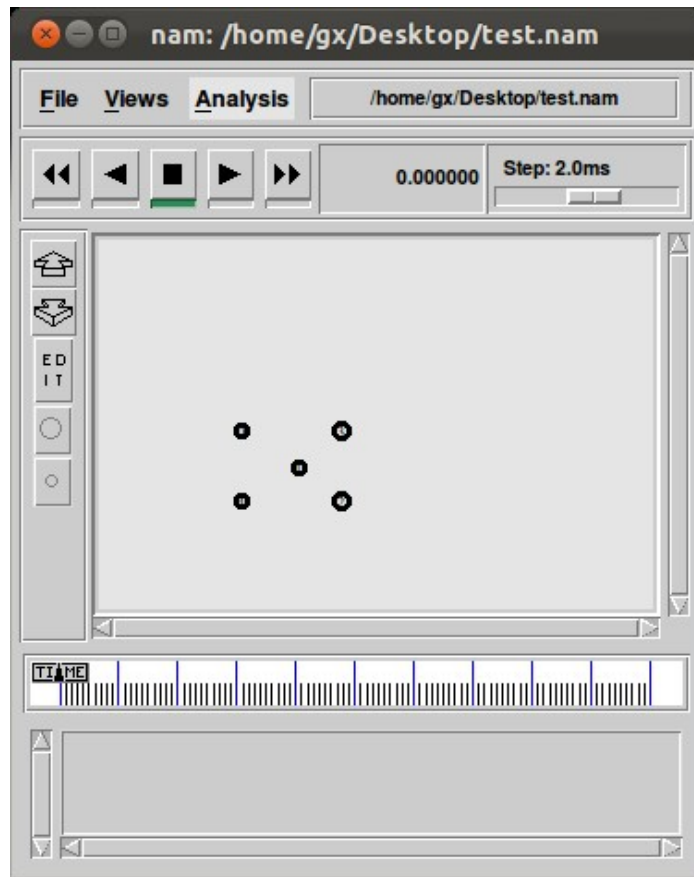 nam: /home/gx/Desktop/test.nam
File Views Analysis /home/gx/Desktop/test.nam
0.000000 Step: 2.0ms
E D
I T
TIME